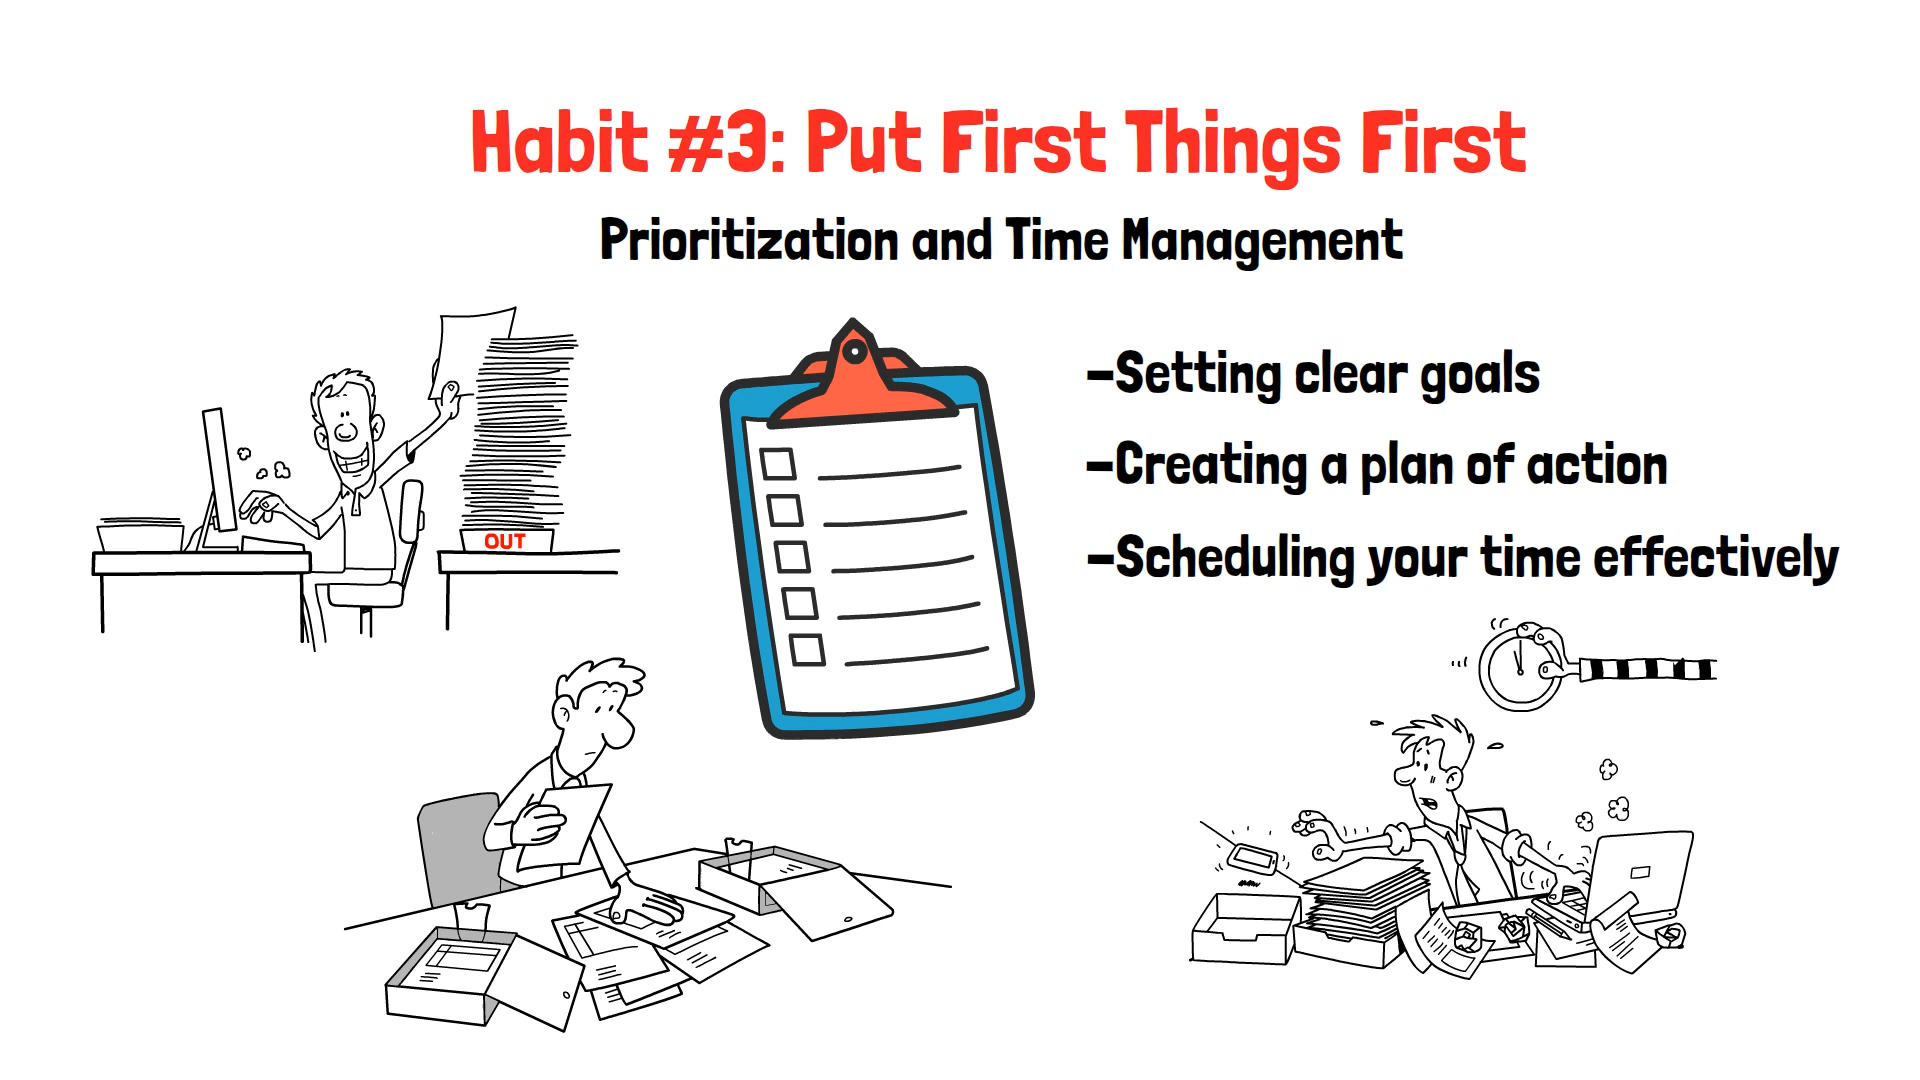 Habit #3: Put First Things First
Prioritization and Time Management
-Setting clear goals
-Creating a plan of action
-Scheduling your time effectively
OUT